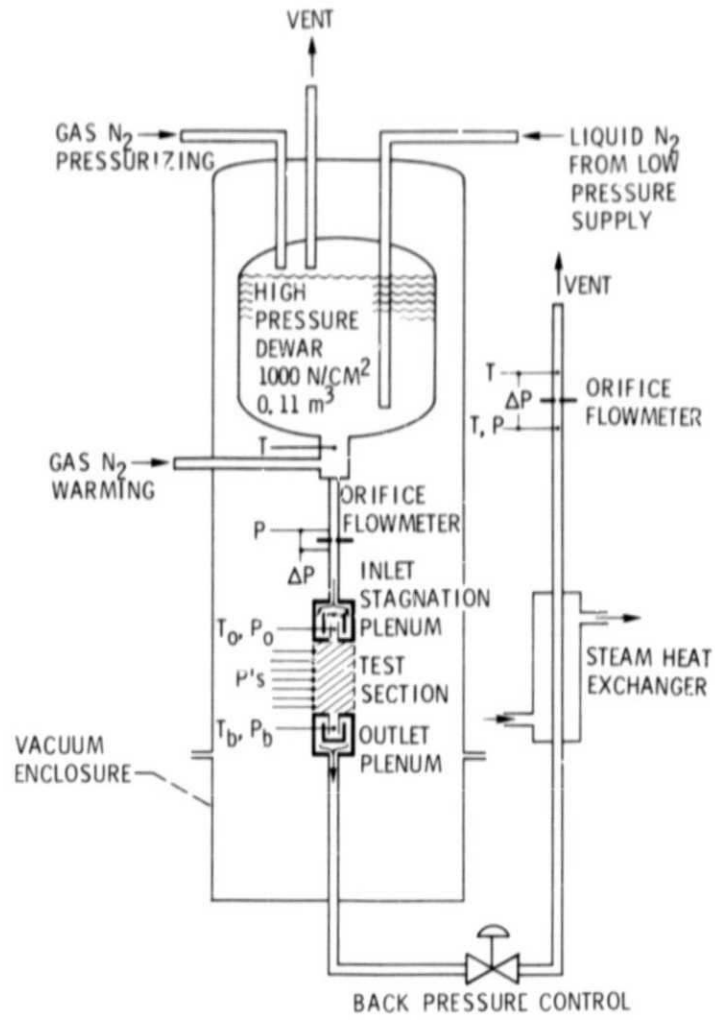 VENT
GAS N2
PRESSURIZING
LIQUID N2
FROM LOW
PRESSURE
SUPPLY
VENT
HIGH
PRESSURE
DEWAR
1000 N/CM2
0.11 m3
T
ΔP
T, P
ORIFICE
FLOWMETER
T
GAS N2
WARMING
ORIFICE
FLOWMETER
P
ΔP
INLET
STAGNATION
PLENUM
To, Po
P's
TEST
SECTION
STEAM HEAT
EXCHANGER
Tb, Pb
OUTLET
PLENUM
VACUUM
ENCLOSURE
BACK PRESSURE CONTROL